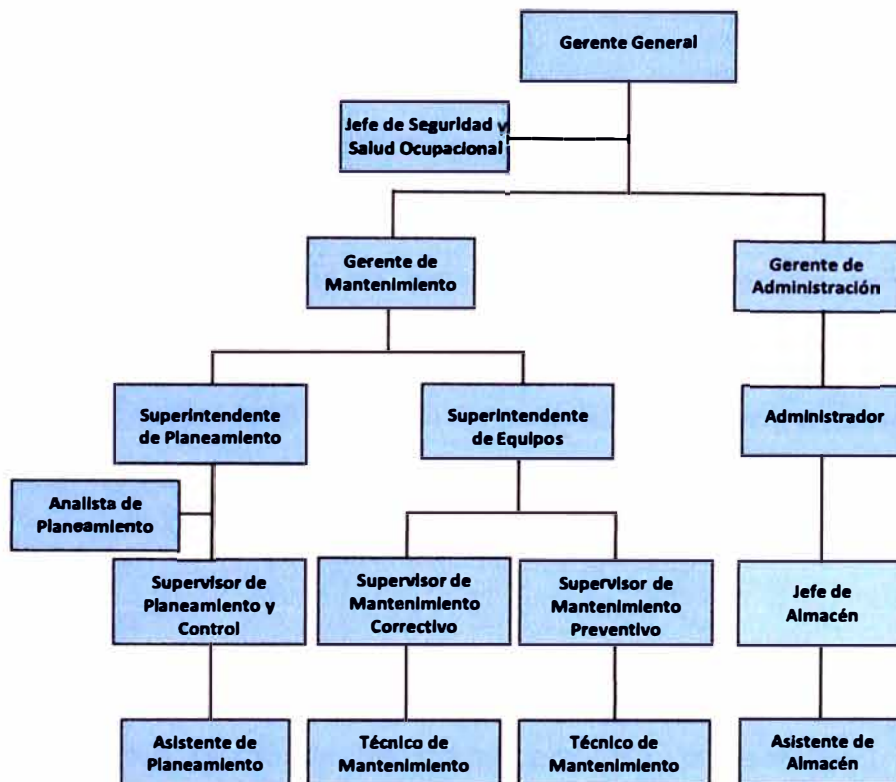 Gerente General
Jefe de Seguridad y
Salud Ocupacional
Gerente de
Mantenimiento
Gerente de
Administración
Superintendente
de Planeamiento
Superintendente
de Equipos
Administrador
Analista de
Planeamiento
Supervisor de
Planeamiento y
Control
Supervisor de
Mantenimiento
Correctivo
Supervisor de
Mantenimiento
Preventivo
Jefe de
Almacén
Asistente de
Planeamiento
Técnico de
Mantenimiento
Técnico de
Mantenimiento
Asistente de
Almacén